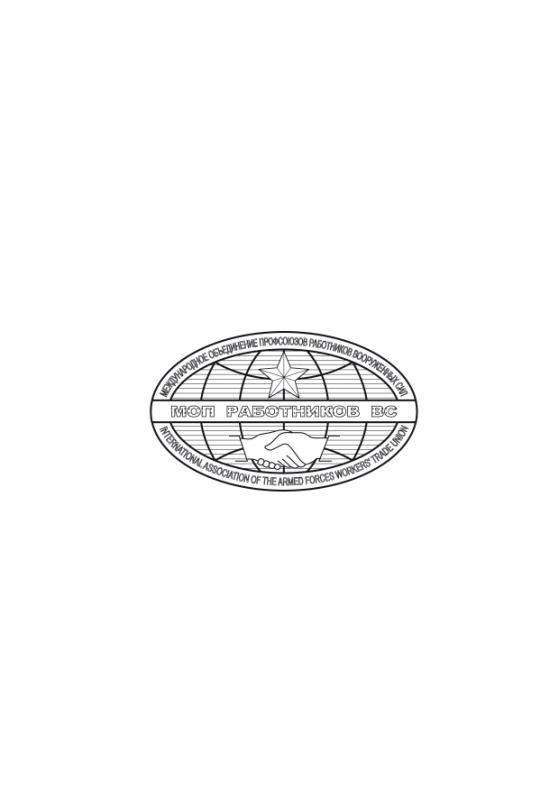 МЕЖДУНАРОДНОЕ ОБЪЕДИНЕНИЕ ПРОФСОЮЗОВ РАБОТНИКОВ ВООРУЖЕННЫХ СИЛ
МОП РАБОТНИКОВ ВС
INTERNATIONAL ASSOCIATION OF THE ARMED FORCES WORKERS' TRADE UNION